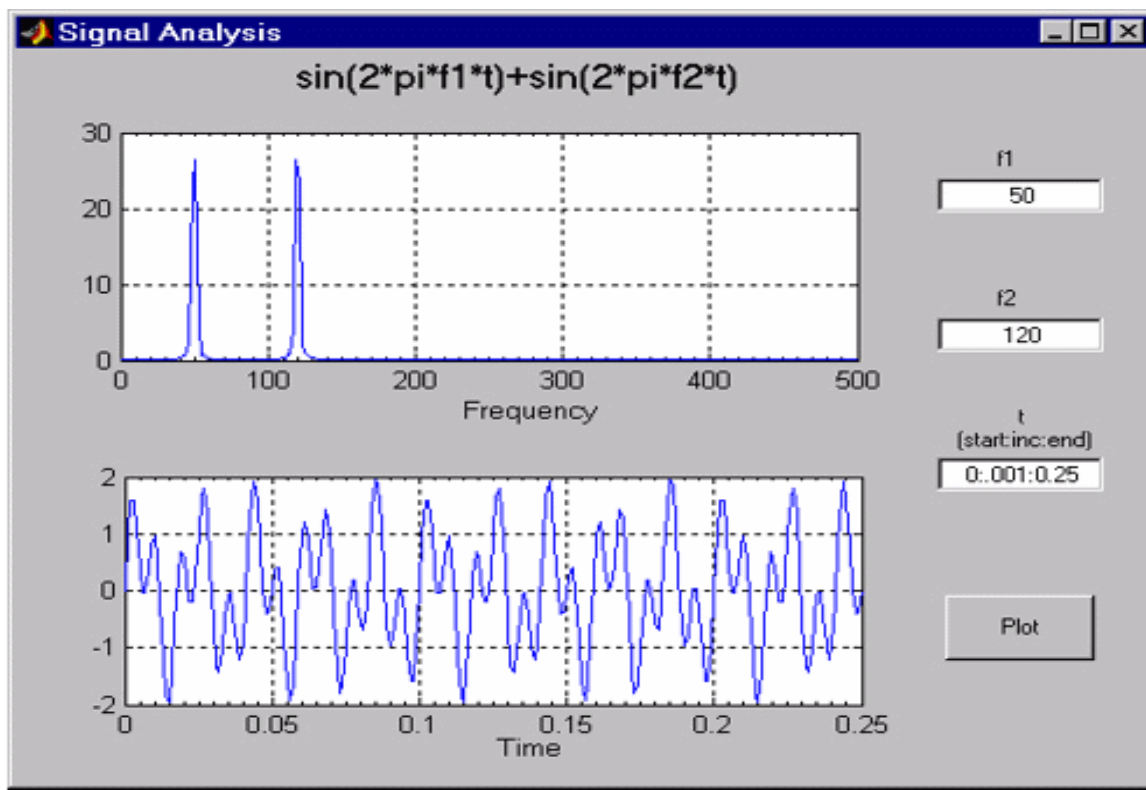 Signal Analysis
sin(2*pi*f1*t)+sin(2*pi*f2*t)
30
20
10
0
0 100 200 300 400 500
Frequency
f1
50
f2
120
t
(start:inc:end)
0:.001:0.25
2
1
0
-1
-2
0 0.05 0.1 0.15 0.2 0.25
Time
Plot